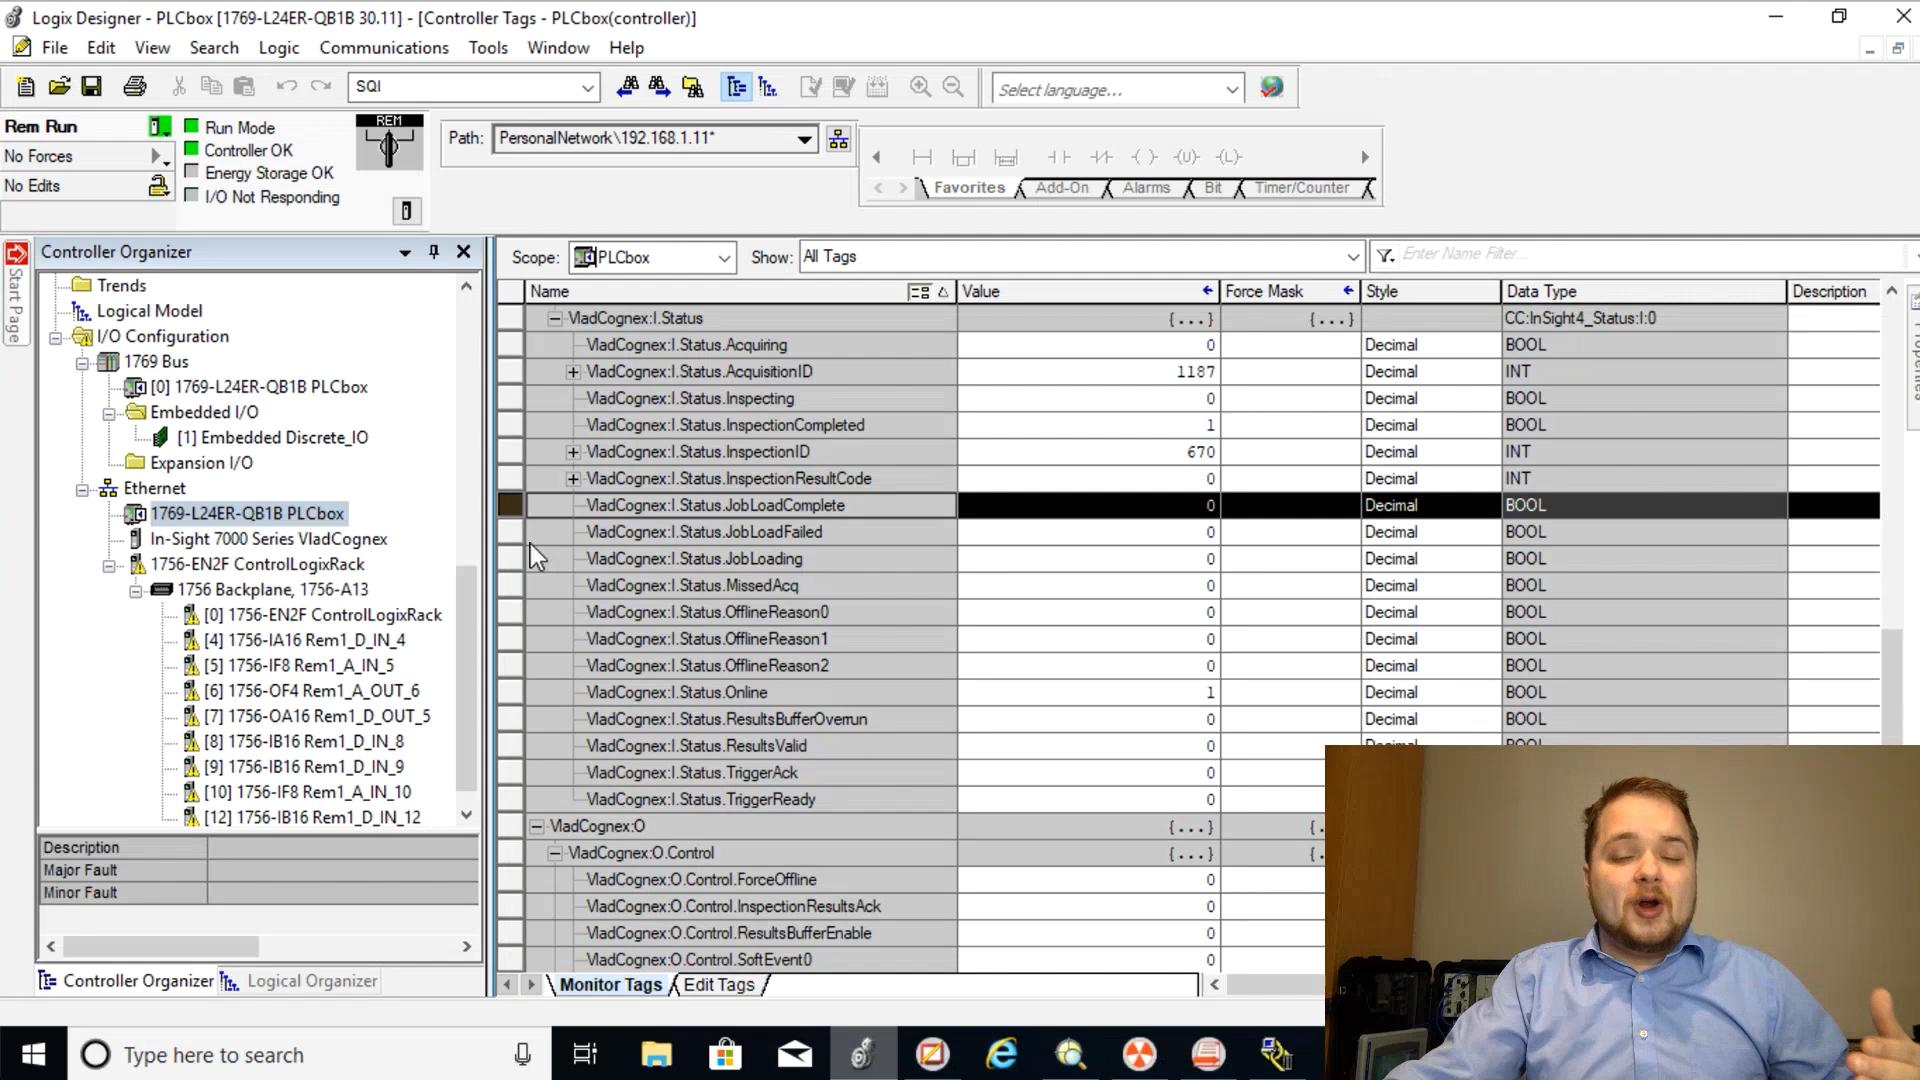 Logix Designer - PLCbox [1769-L24ER-QB1B 30.11] - [Controller Tags - PLCbox(controller)]
File Edit View Search Logic Communications Tools Window Help
SQI
Select language...
Rem Run
No Forces
No Edits
Run Mode
Controller OK
Energy Storage OK
I/O Not Responding
REM
Path: PersonalNetwork\192.168.1.11*
Favorites Add-On Alarms Bit Timer/Counter
Start Page
Controller Organizer
Trends
Logical Model
I/O Configuration
1769 Bus
[0] 1769-L24ER-QB1B PLCbox
Embedded I/O
[1] Embedded Discrete_IO
Expansion I/O
Ethernet
1769-L24ER-QB1B PLCbox
In-Sight 7000 Series VladCognex
1756-EN2F ControlLogixRack
1756 Backplane, 1756-A13
[0] 1756-EN2F ControlLogixRack
[4] 1756-IA16 Rem1_D_IN_4
[5] 1756-IF8 Rem1_A_IN_5
[6] 1756-OF4 Rem1_A_OUT_6
[7] 1756-OA16 Rem1_D_OUT_5
[8] 1756-IB16 Rem1_D_IN_8
[9] 1756-IB16 Rem1_D_IN_9
[10] 1756-IF8 Rem1_A_IN_10
[12] 1756-IB16 Rem1_D_IN_12
Description
Major Fault
Minor Fault
Controller Organizer Logical Organizer
Scope: PLCbox Show: All Tags Enter Name Filter...
Name Value Force Mask Style Data Type Description
VladCognex:I.Status {...} {...} CC:InSight4_Status:I:0
VladCognex:I.Status.Acquiring 0 Decimal BOOL
VladCognex:I.Status.AcquisitionID 1187 Decimal INT
VladCognex:I.Status.Inspecting 0 Decimal BOOL
VladCognex:I.Status.InspectionCompleted 1 Decimal BOOL
VladCognex:I.Status.InspectionID 670 Decimal INT
VladCognex:I.Status.InspectionResultCode 0 Decimal INT
VladCognex:I.Status.JobLoadComplete 0 Decimal BOOL
VladCognex:I.Status.JobLoadFailed 0 Decimal BOOL
VladCognex:I.Status.JobLoading 0 Decimal BOOL
VladCognex:I.Status.MissedAcq 0 Decimal BOOL
VladCognex:I.Status.OfflineReason0 0 Decimal BOOL
VladCognex:I.Status.OfflineReason1 0 Decimal BOOL
VladCognex:I.Status.OfflineReason2 0 Decimal BOOL
VladCognex:I.Status.Online 1 Decimal BOOL
VladCognex:I.Status.ResultsBufferOverrun 0 Decimal BOOL
VladCognex:I.Status.ResultsValid 0
VladCognex:I.Status.TriggerAck 0
VladCognex:I.Status.TriggerReady 0
VladCognex:O {...}
VladCognex:O.Control {...}
VladCognex:O.Control.ForceOffline 0
VladCognex:O.Control.InspectionResultsAck 0
VladCognex:O.Control.ResultsBufferEnable 0
VladCognex:O.Control.SoftEvent0 0
Monitor Tags Edit Tags
Type here to search